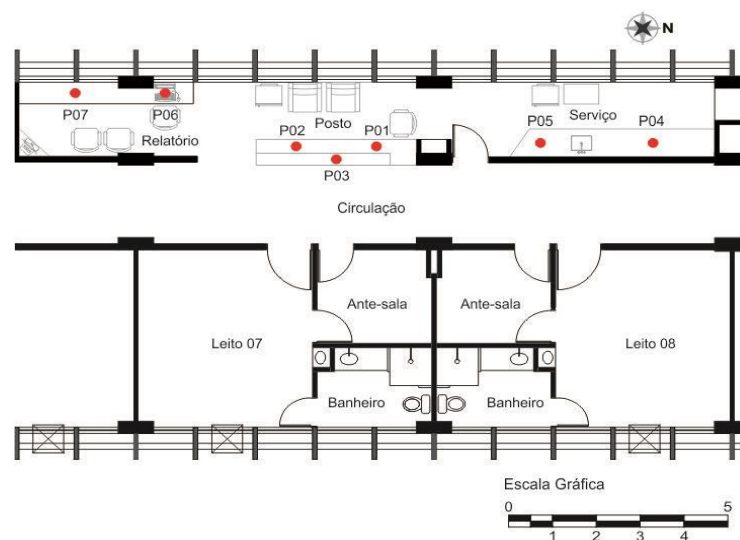 N
P07
P06
Relatório
P02
Posto
P01
P03
P05
Serviço
P04
Circulação
Ante-sala
Ante-sala
Leito 07
Leito 08
Banheiro
Banheiro
Escala Gráfica
0 5
1 2 3 4